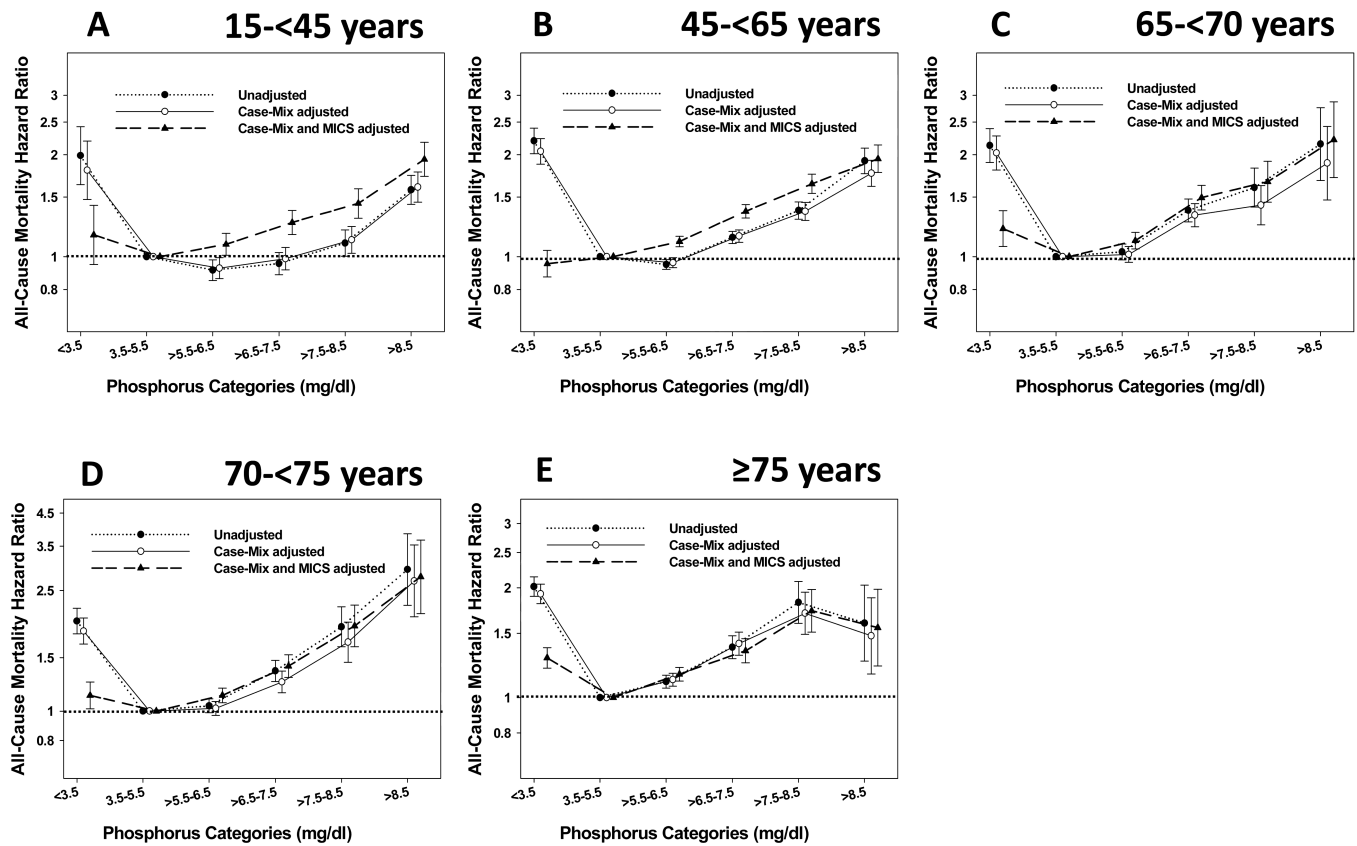 A 15-<45 years
All-Cause Mortality Hazard Ratio
3
2.5
2
1.5
1
0.8
Unadjusted
Case-Mix adjusted
Case-Mix and MICS adjusted
<3.5 3.5-5.5 >5.5-6.5 >6.5-7.5 >7.5-8.5 >8.5
Phosphorus Categories (mg/dl)
B 45-<65 years
All-Cause Mortality Hazard Ratio
3
2.5
2
1.5
1
0.8
Unadjusted
Case-Mix adjusted
Case-Mix and MICS adjusted
<3.5 3.5-5.5 >5.5-6.5 >6.5-7.5 >7.5-8.5 >8.5
Phosphorus Categories (mg/dl)
C 65-<70 years
All-Cause Mortality Hazard Ratio
3
2.5
2
1.5
1
0.8
Unadjusted
Case-Mix adjusted
Case-Mix and MICS adjusted
<3.5 3.5-5.5 >5.5-6.5 >6.5-7.5 >7.5-8.5 >8.5
Phosphorus Categories (mg/dl)
D 70-<75 years
All-Cause Mortality Hazard Ratio
4.5
3.5
2.5
1.5
1
0.8
Unadjusted
Case-Mix adjusted
Case-Mix and MICS adjusted
<3.5 3.5-5.5 >5.5-6.5 >6.5-7.5 >7.5-8.5 >8.5
Phosphorus Categories (mg/dl)
E ≥75 years
All-Cause Mortality Hazard Ratio
3
2.5
2
1.5
1
0.8
Unadjusted
Case-Mix adjusted
Case-Mix and MICS adjusted
<3.5 3.5-5.5 >5.5-6.5 >6.5-7.5 >7.5-8.5 >8.5
Phosphorus Categories (mg/dl)